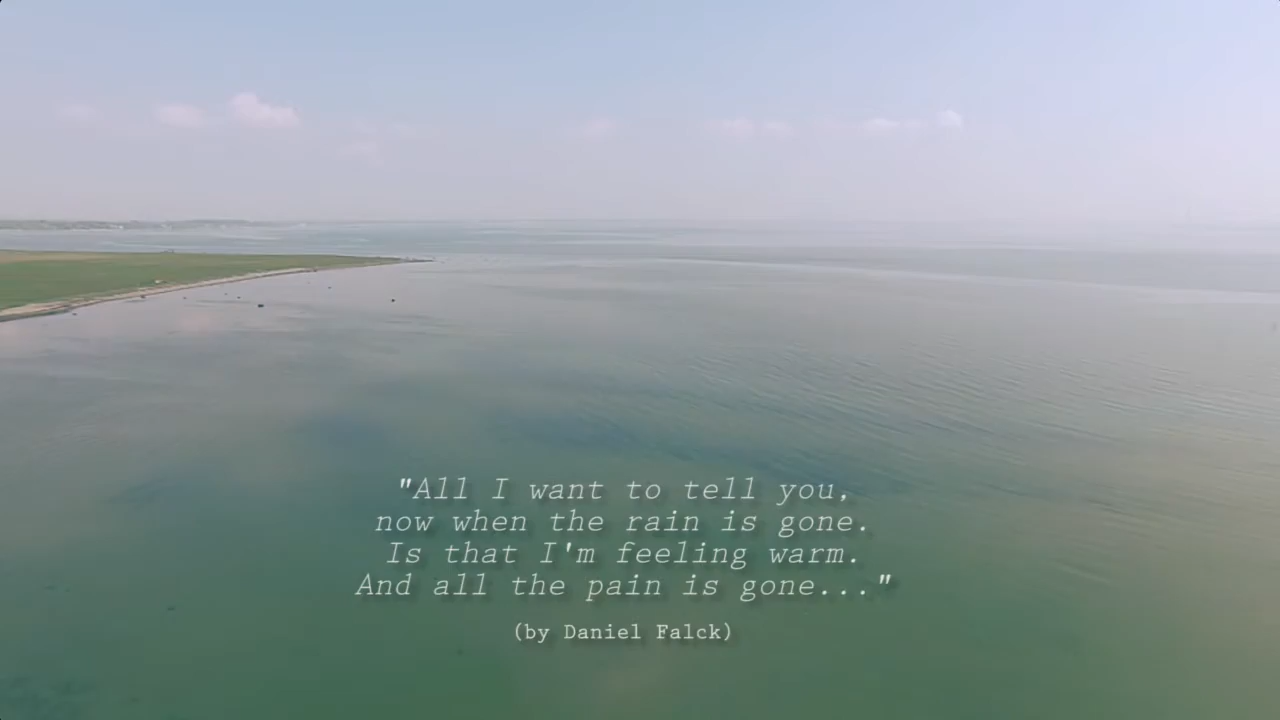 "All I want to tell you,
now when the rain is gone.
Is that I'm feeling warm.
And all the pain is gone..."
(by Daniel Falck)